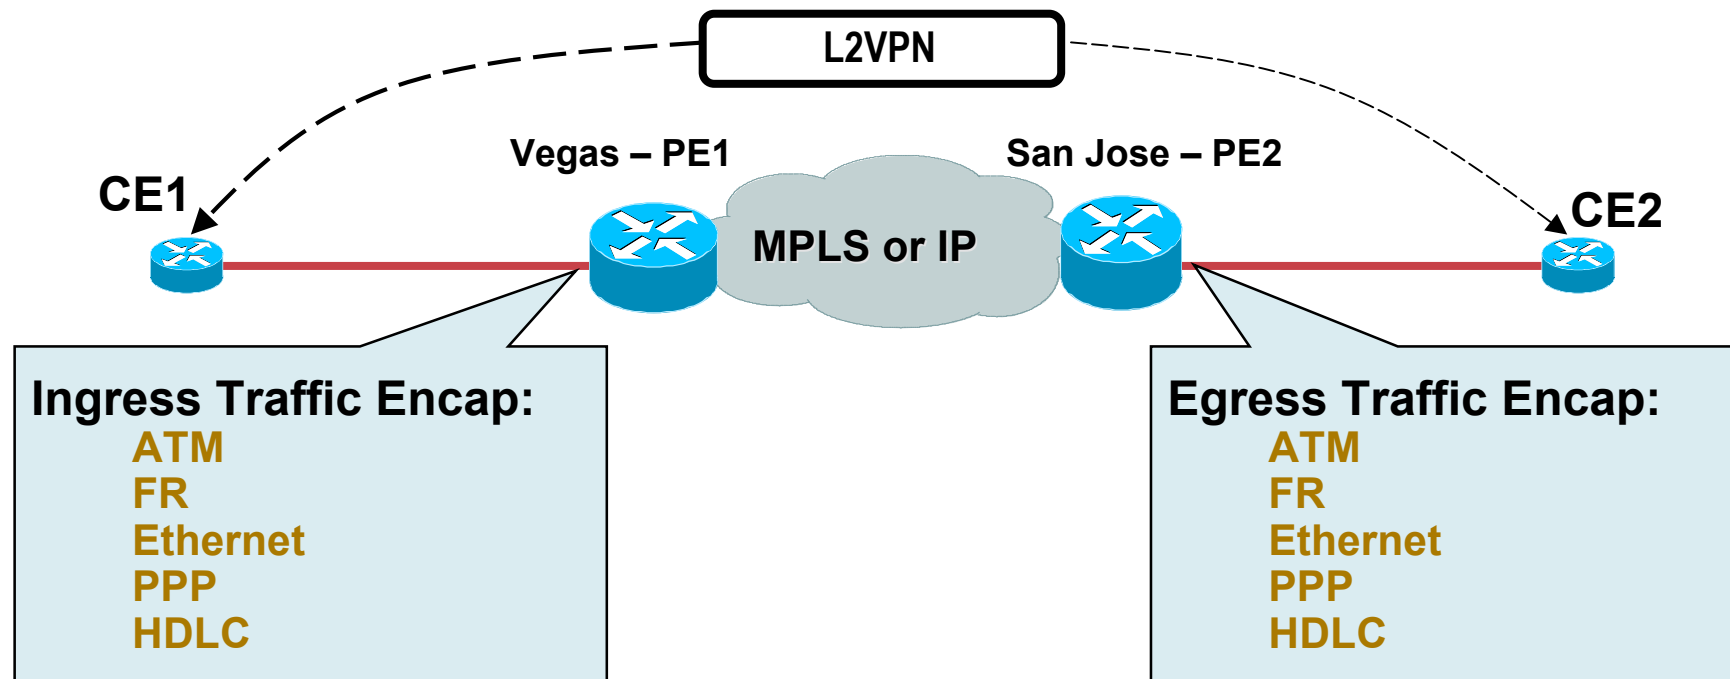 L2VPN
Vegas – PE1
San Jose – PE2
CE1
CE2
MPLS or IP
Ingress Traffic Encap:
ATM
FR
Ethernet
PPP
HDLC
Egress Traffic Encap:
ATM
FR
Ethernet
PPP
HDLC